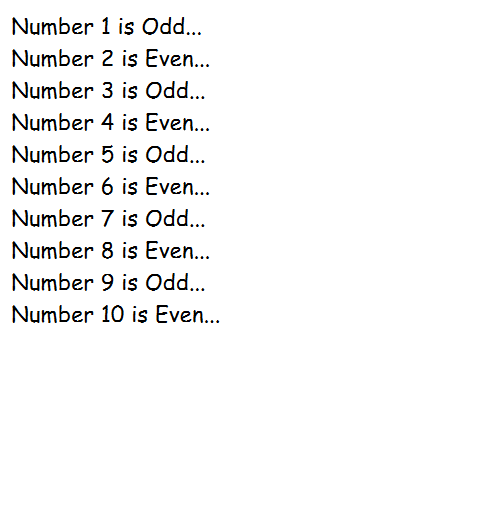 Number 1 is Odd...
Number 2 is Even...
Number 3 is Odd...
Number 4 is Even...
Number 5 is Odd...
Number 6 is Even...
Number 7 is Odd...
Number 8 is Even...
Number 9 is Odd...
Number 10 is Even...